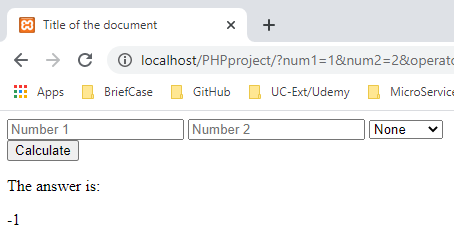 Title of the document
localhost/PHPproject/?num1=1&num2=2&operato
Apps BriefCase GitHub UC-Ext/Udemy MicroService
Number 1 Number 2 None
Calculate
The answer is:
-1